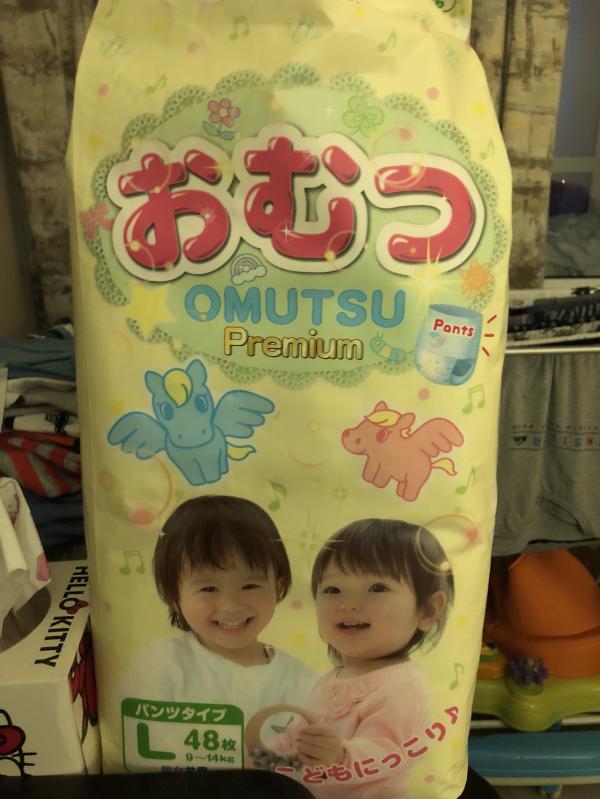 おむつ
OMUTSU
Premium
Pants
HELLO KITTY
パンツタイプ
L 48枚
9〜14kg
こどもにっこり♪